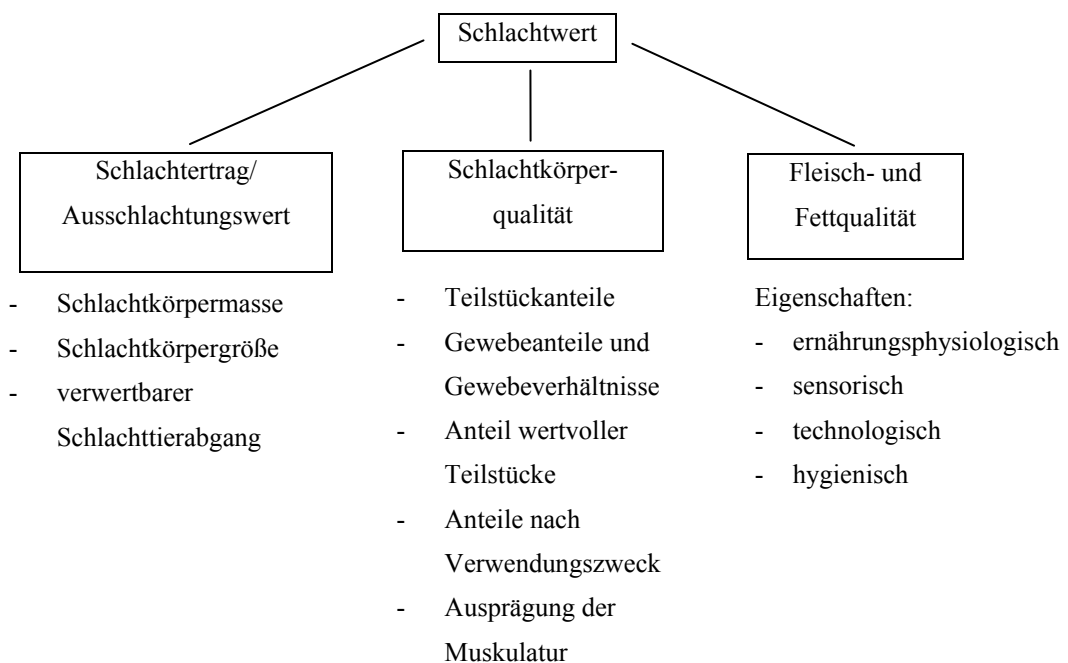 Schlachtwert
Schlachtertrag/
Ausschlachtungswert
- Schlachtkörpermasse
- Schlachtkörpergröße
- verwertbarer
Schlachttierabgang
Schlachtkörper-
qualität
- Teilstückanteile
- Gewebeanteile und
Gewebeverhältnisse
- Anteil wertvoller
Teilstücke
- Anteile nach
Verwendungszweck
- Ausprägung der
Muskulatur
Fleisch- und
Fettqualität
Eigenschaften:
- ernährungsphysiologisch
- sensorisch
- technologisch
- hygienisch